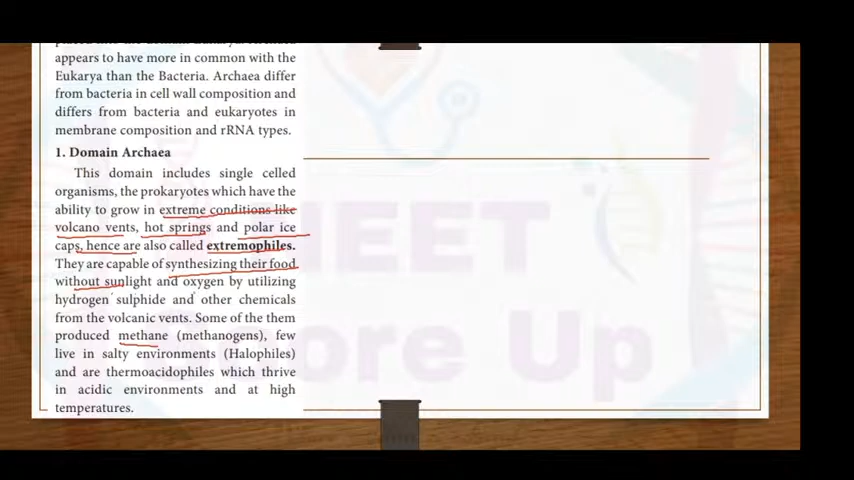 appears to have more in common with the
Eukarya than the Bacteria. Archaea differ
from bacteria in cell wall composition and
differs from bacteria and eukaryotes in
membrane composition and rRNA types.
1. Domain Archaea
This domain includes single celled
organisms, the prokaryotes which have the
ability to grow in extreme conditions like
volcano vents, hot springs and polar ice
caps, hence are also called extremophiles.
They are capable of synthesizing their food
without sunlight and oxygen by utilizing
hydrogen sulphide and other chemicals
from the volcanic vents. Some of the them
produced methane (methanogens), few
live in salty environments (Halophiles)
and are thermoacidophiles which thrive
in acidic environments and at high
temperatures.
NEET
Score Up